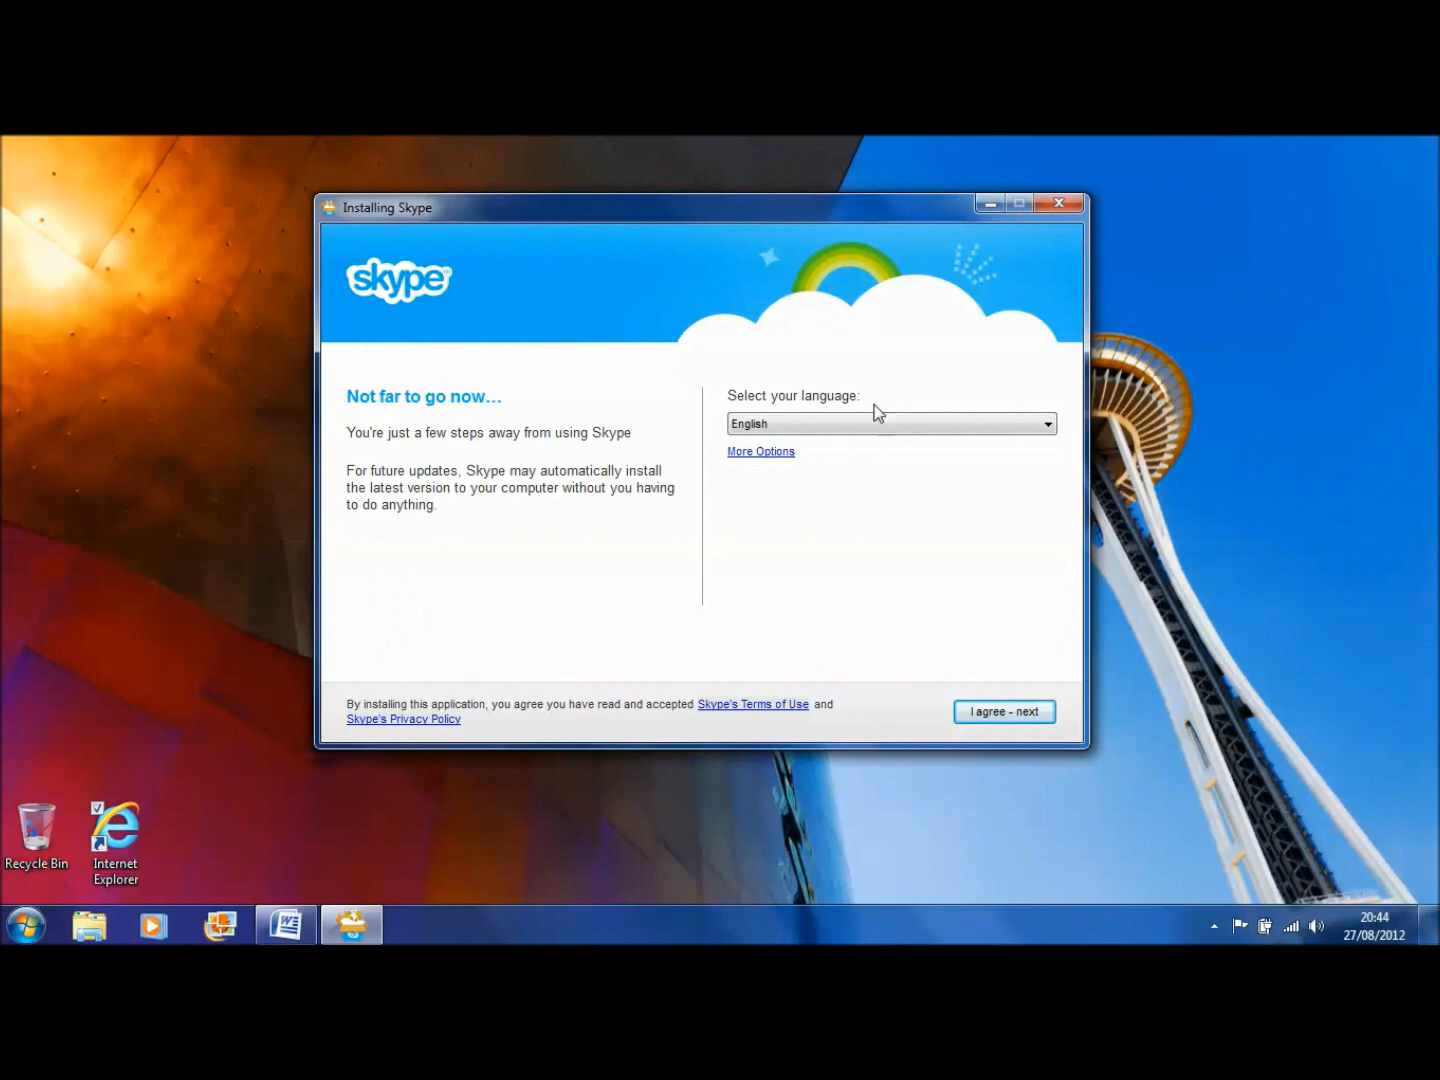 Installing Skype
skype™
Not far to go now...
You're just a few steps away from using Skype
For future updates, Skype may automatically install
the latest version to your computer without you having
to do anything.
Select your language:
English
More Options
By installing this application, you agree you have read and accepted Skype's Terms of Use and
Skype's Privacy Policy
I agree - next
Recycle Bin
Internet
Explorer
20:44
27/08/2012